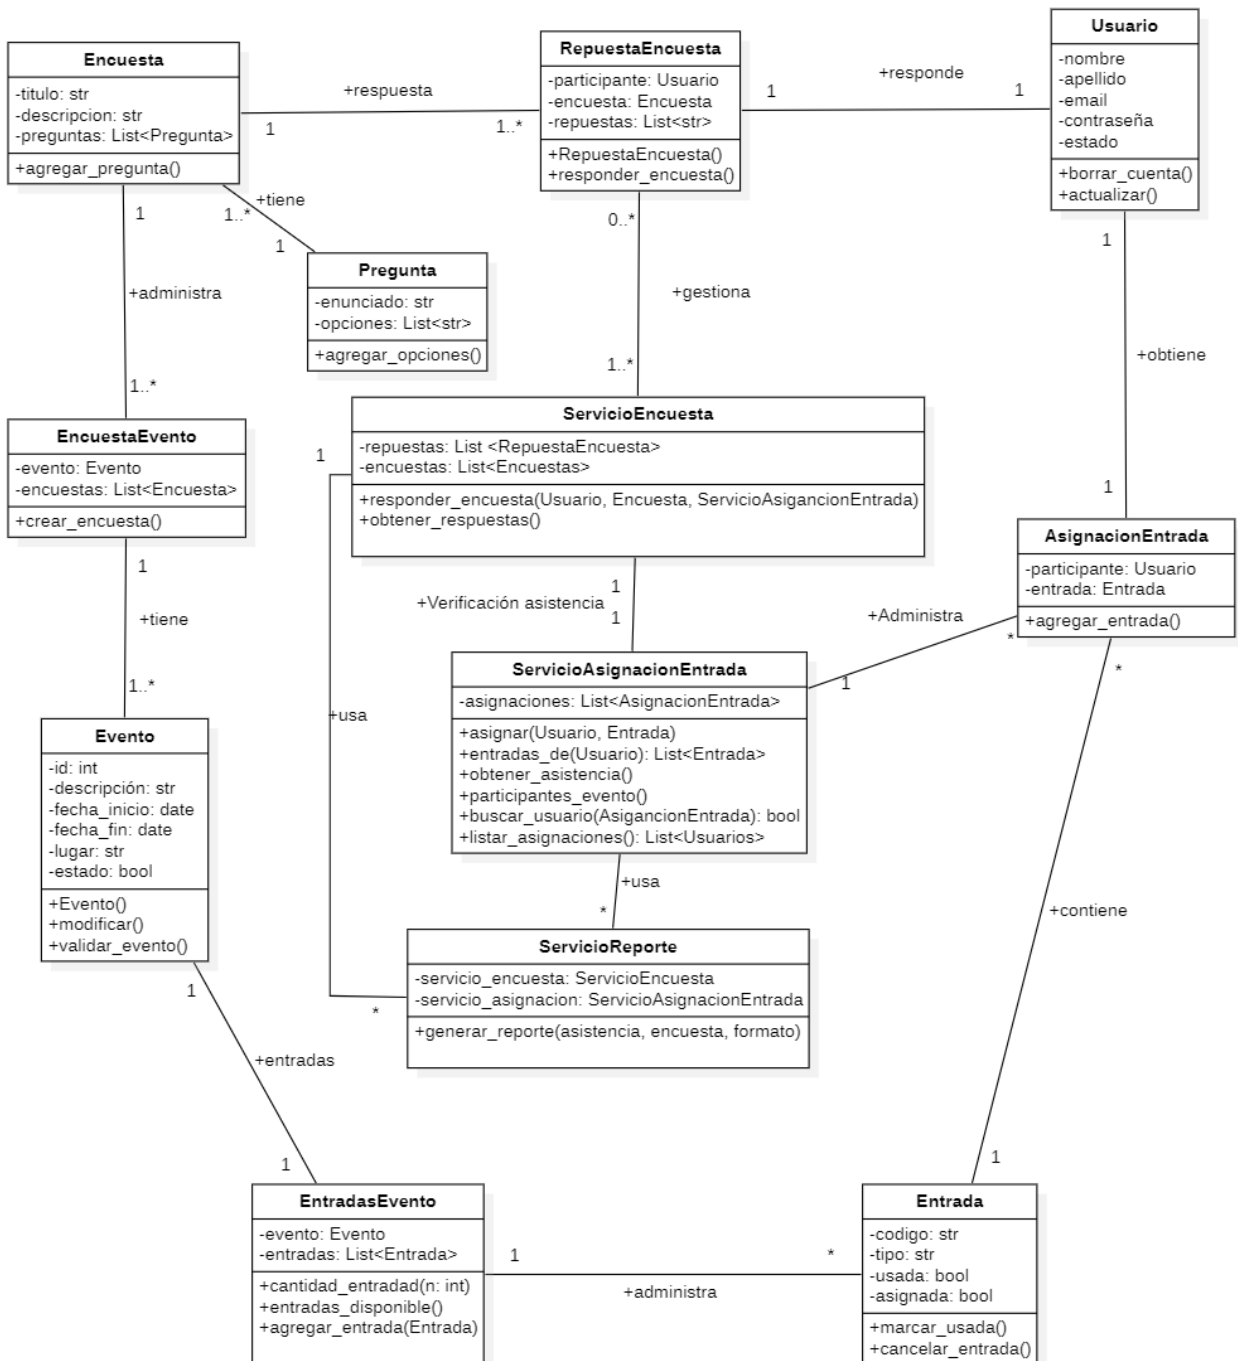 Encuesta
-titulo: str
-descripcion: str
-preguntas: List<Pregunta>
+agregar_pregunta()
+respuesta
1
1..*
RepuestaEncuesta
-participante: Usuario
-encuesta: Encuesta
-repuestas: List<str>
+RepuestaEncuesta()
+responder_encuesta()
+responde
1
1
Usuario
-nombre
-apellido
-email
-contraseña
-estado
+borrar_cuenta()
+actualizar()
+tiene
1..*
1
Pregunta
-enunciado: str
-opciones: List<str>
+agregar_opciones()
1
+administra
1..*
0..*
+gestiona
1..*
1
+obtiene
1
EncuestaEvento
-evento: Evento
-encuestas: List<Encuesta>
+crear_encuesta()
ServicioEncuesta
-repuestas: List <RepuestaEncuesta>
-encuestas: List<Encuestas>
+responder_encuesta(Usuario, Encuesta, ServicioAsigancionEntrada)
+obtener_respuestas()
1
AsignacionEntrada
-participante: Usuario
-entrada: Entrada
+agregar_entrada()
1
+tiene
1..*
1
+Verificación asistencia
1
+Administra
*
1
*
ServicioAsignacionEntrada
-asignaciones: List<AsignacionEntrada>
+asignar(Usuario, Entrada)
+entradas_de(Usuario): List<Entrada>
+obtener_asistencia()
+participantes_evento()
+buscar_usuario(AsigancionEntrada): bool
+listar_asignaciones(): List<Usuarios>
+usa
Evento
-id: int
-descripción: str
-fecha_inicio: date
-fecha_fin: date
-lugar: str
-estado: bool
+Evento()
+modificar()
+validar_evento()
+usa
*
+contiene
ServicioReporte
-servicio_encuesta: ServicioEncuesta
-servicio_asignacion: ServicioAsignacionEntrada
+generar_reporte(asistencia, encuesta, formato)
*
1
+entradas
1
1
EntradasEvento
-evento: Evento
-entradas: List<Entrada>
+cantidad_entradad(n: int)
+entradas_disponible()
+agregar_entrada(Entrada)
1
*
+administra
Entrada
-codigo: str
-tipo: str
-usada: bool
-asignada: bool
+marcar_usada()
+cancelar_entrada()